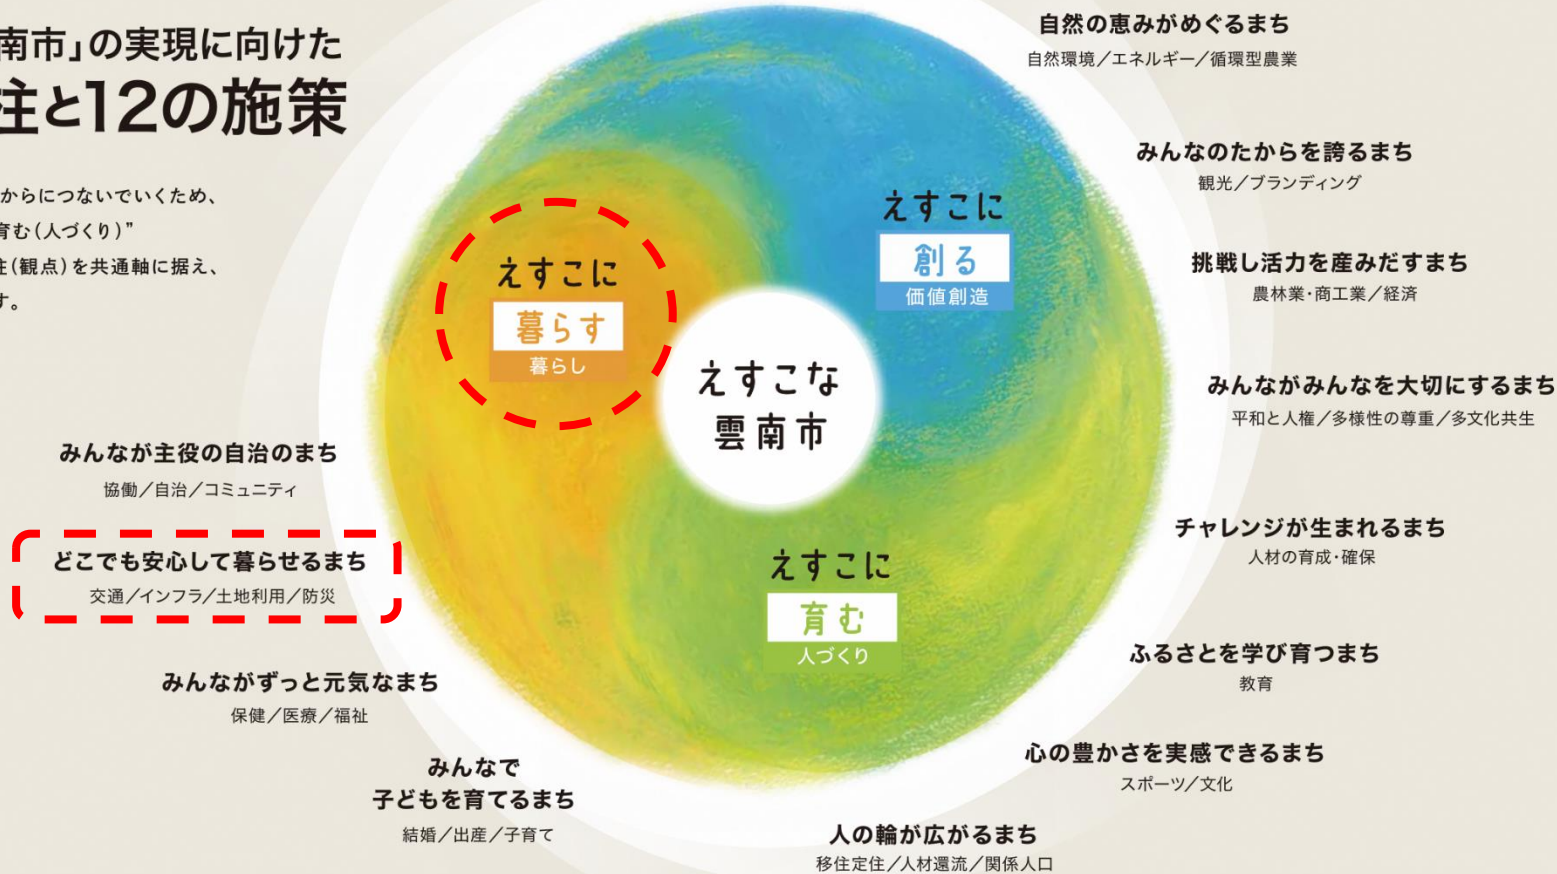 南市」の実現に向けた
柱と12の施策
からにつないでいくため、
育む(人づくり)”
柱(観点)を共通軸に据え、
す。
えすこに
暮らす
暮らし
えすこに
創る
価値創造
えすこな
雲南市
えすこに
育む
人づくり
自然の恵みがめぐるまち
自然環境／エネルギー／循環型農業
みんなのたからを誇るまち
観光／ブランディング
挑戦し活力を産みだすまち
農林業・商工業／経済
みんながみんなを大切にするまち
平和と人権／多様性の尊重／多文化共生
チャレンジが生まれるまち
人材の育成・確保
ふるさとを学び育つまち
教育
心の豊かさを実感できるまち
スポーツ／文化
人の輪が広がるまち
移住定住／人材還流／関係人口
みんなで
子どもを育てるまち
結婚／出産／子育て
みんながずっと元気なまち
保健／医療／福祉
どこでも安心して暮らせるまち
交通／インフラ／土地利用／防災
みんなが主役の自治のまち
協働／自治／コミュニティ